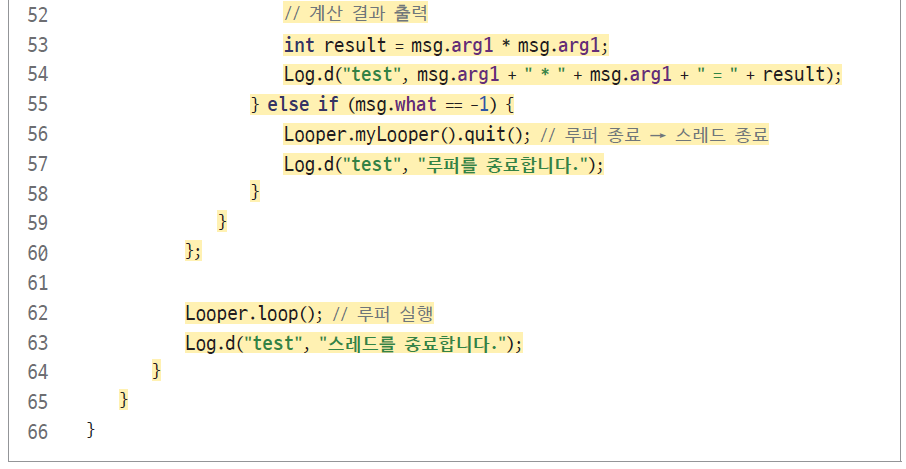 52 // 계산 결과 출력
53 int result = msg.arg1 * msg.arg1;
54 Log.d("test", msg.arg1 + " * " + msg.arg1 + " = " + result);
55 } else if (msg.what == -1) {
56 Looper.myLooper().quit(); // 루퍼 종료 → 스레드 종료
57 Log.d("test", "루퍼를 종료합니다.");
58 }
59 }
60 };
61
62 Looper.loop(); // 루퍼 실행
63 Log.d("test", "스레드를 종료합니다.");
64 }
65 }
66 }